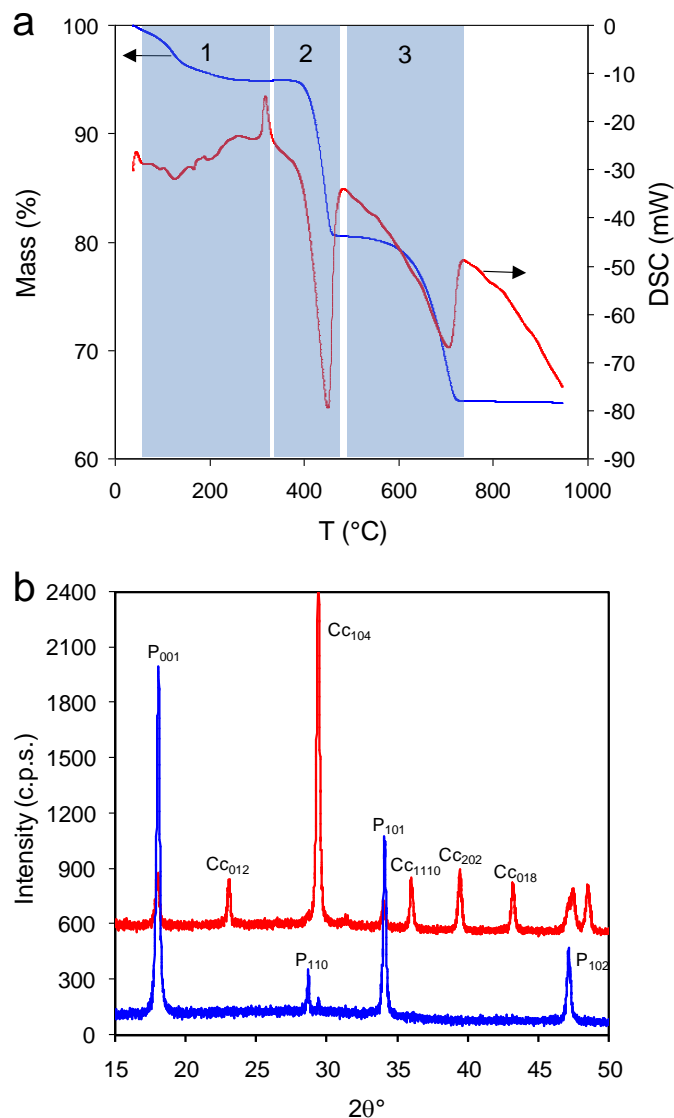 a
1 2 3
100
90
80
70
60
Mass (%)
0
-10
-20
-30
-40
-50
-60
-70
-80
-90
DSC (mW)
0 200 400 600 800 1000
T (°C)
b
2400
2100
1800
1500
1200
900
600
300
0
Intensity (c.p.s.)
P001
Cc104
P101
Cc012
Cc1110
Cc202
Cc018
P110
P102
15 20 25 30 35 40 45 50
2θ°